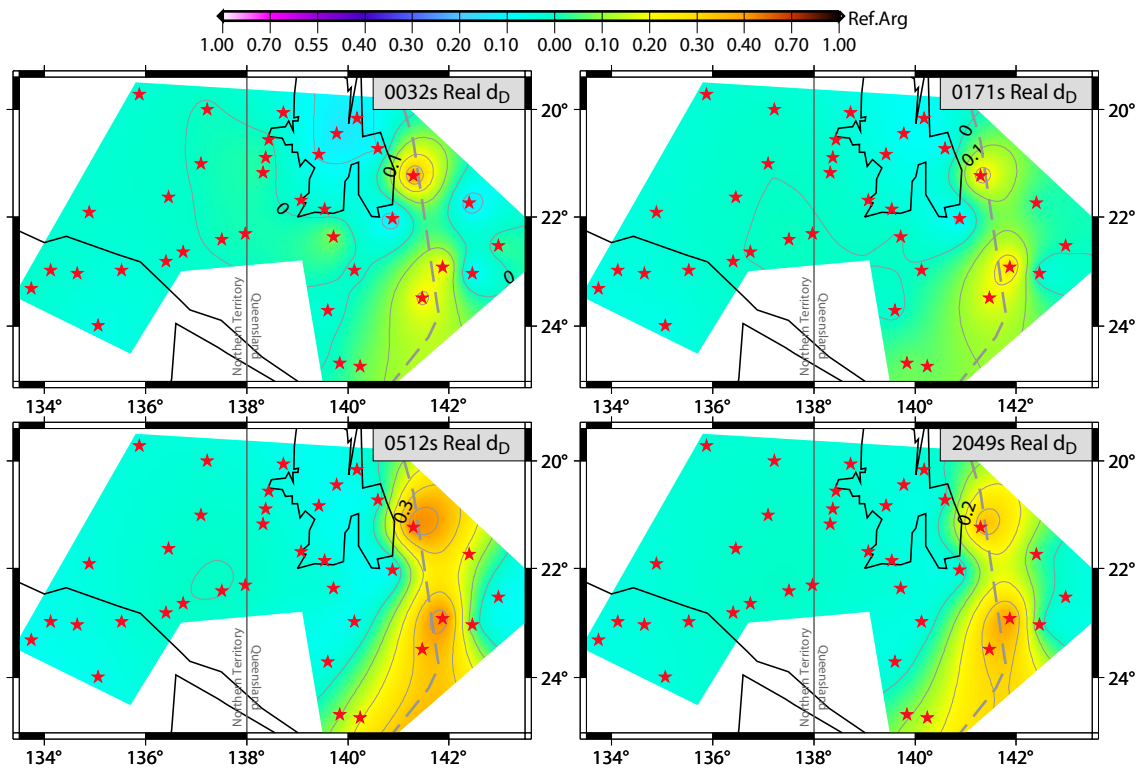 Ref.Arg
1.00 0.70 0.55 0.40 0.30 0.20 0.10 0.00 0.10 0.20 0.30 0.40 0.70 1.00
0032s Real dD
0.1
0
0
Northern Territory
Queensland
0171s Real dD
0
0.1
Northern Territory
Queensland
20°
22°
24°
134° 136° 138° 140° 142°
134° 136° 138° 140° 142°
0512s Real dD
0.3
Northern Territory
Queensland
2049s Real dD
0.2
Northern Territory
Queensland
20°
22°
24°
20°
22°
24°
134° 136° 138° 140° 142°
134° 136° 138° 140° 142°
20°
22°
24°